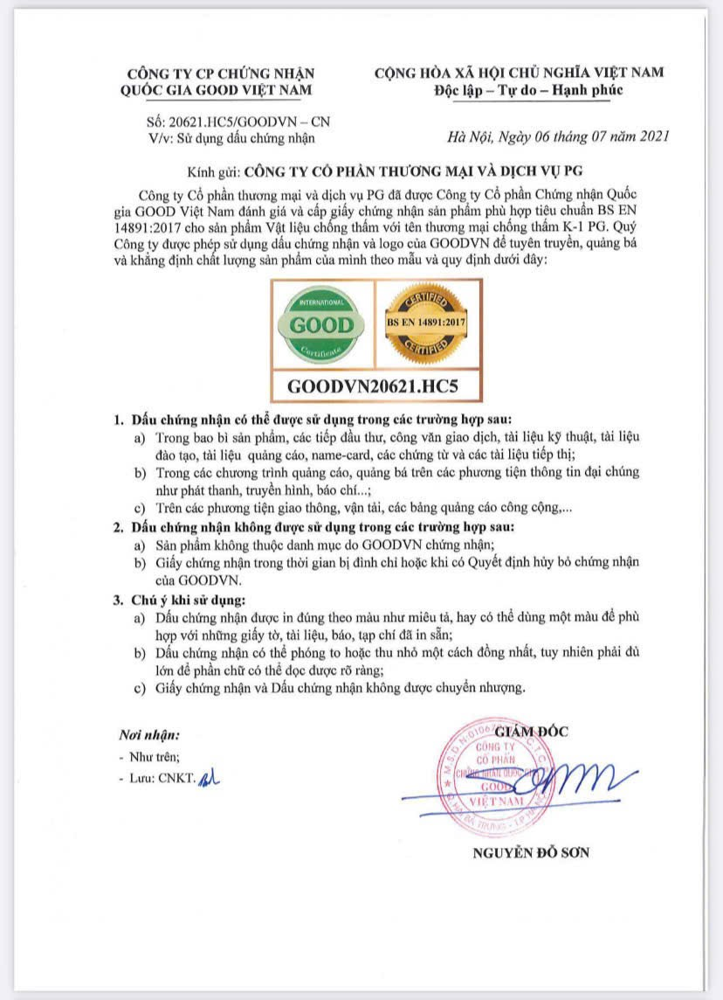 CÔNG TY CP CHỨNG NHẬN
QUỐC GIA GOOD VIỆT NAM
CỘNG HÒA XÃ HỘI CHỦ NGHĨA VIỆT NAM
Độc lập – Tự do – Hạnh phúc
Số: 20621.HC5/GOODVN – CN
V/v: Sử dụng dấu chứng nhận
Hà Nội, Ngày 06 tháng 07 năm 2021
Kính gửi: CÔNG TY CỔ PHẦN THƯƠNG MẠI VÀ DỊCH VỤ PG
Công ty Cổ phần thương mại và dịch vụ PG đã được Công ty Cổ phần Chứng nhận Quốc
gia GOOD Việt Nam đánh giá và cấp giấy chứng nhận sản phẩm phù hợp tiêu chuẩn BS EN
14891:2017 cho sản phẩm Vật liệu chống thấm với tên thương mại chống thấm K-1 PG. Quý
Công ty được phép sử dụng dấu chứng nhận và logo của GOODVN để tuyên truyền, quảng bá
và khẳng định chất lượng sản phẩm của mình theo mẫu và quy định dưới đây:
INTERNATIONAL
GOOD
Certificate
CERTIFIED
BS EN 14891:2017
CERTIFIED
GOODVN20621.HC5
1. Dấu chứng nhận có thể được sử dụng trong các trường hợp sau:
a) Trong bao bì sản phẩm, các tiếp đầu thư, công văn giao dịch, tài liệu kỹ thuật, tài liệu
đào tạo, tài liệu quảng cáo, name-card, các chứng từ và các tài liệu tiếp thị;
b) Trong các chương trình quảng cáo, quảng bá trên các phương tiện thông tin đại chúng
như phát thanh, truyền hình, báo chí...;
c) Trên các phương tiện giao thông, vận tải, các bảng quảng cáo công cộng,...
2. Dấu chứng nhận không được sử dụng trong các trường hợp sau:
a) Sản phẩm không thuộc danh mục do GOODVN chứng nhận;
b) Giấy chứng nhận trong thời gian bị đình chỉ hoặc khi có Quyết định hủy bỏ chứng nhận
của GOODVN.
3. Chú ý khi sử dụng:
a) Dấu chứng nhận được in đúng theo màu như miêu tả, hay có thể dùng một màu để phù
hợp với những giấy tờ, tài liệu, báo, tạp chí đã in sẵn;
b) Dấu chứng nhận có thể phóng to hoặc thu nhỏ một cách đồng nhất, tuy nhiên phải đủ
lớn để phần chữ có thể đọc được rõ ràng;
c) Giấy chứng nhận và Dấu chứng nhận không được chuyển nhượng.
Nơi nhận:
- Như trên;
- Lưu: CNKT.
GIÁM ĐỐC
CÔNG TY
CỔ PHẦN
CHỨNG NHẬN QUỐC GIA
GOOD
VIỆT NAM
NGUYỄN ĐỖ SƠN